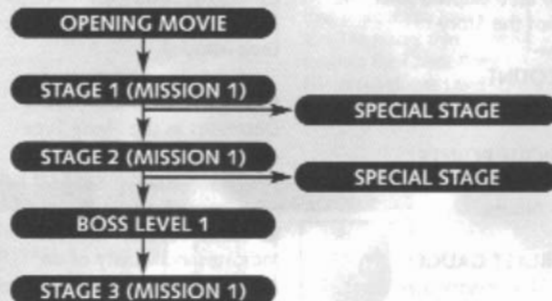 OPENING MOVIE
STAGE 1 (MISSION 1)
SPECIAL STAGE
STAGE 2 (MISSION 1)
SPECIAL STAGE
BOSS LEVEL 1
STAGE 3 (MISSION 1)